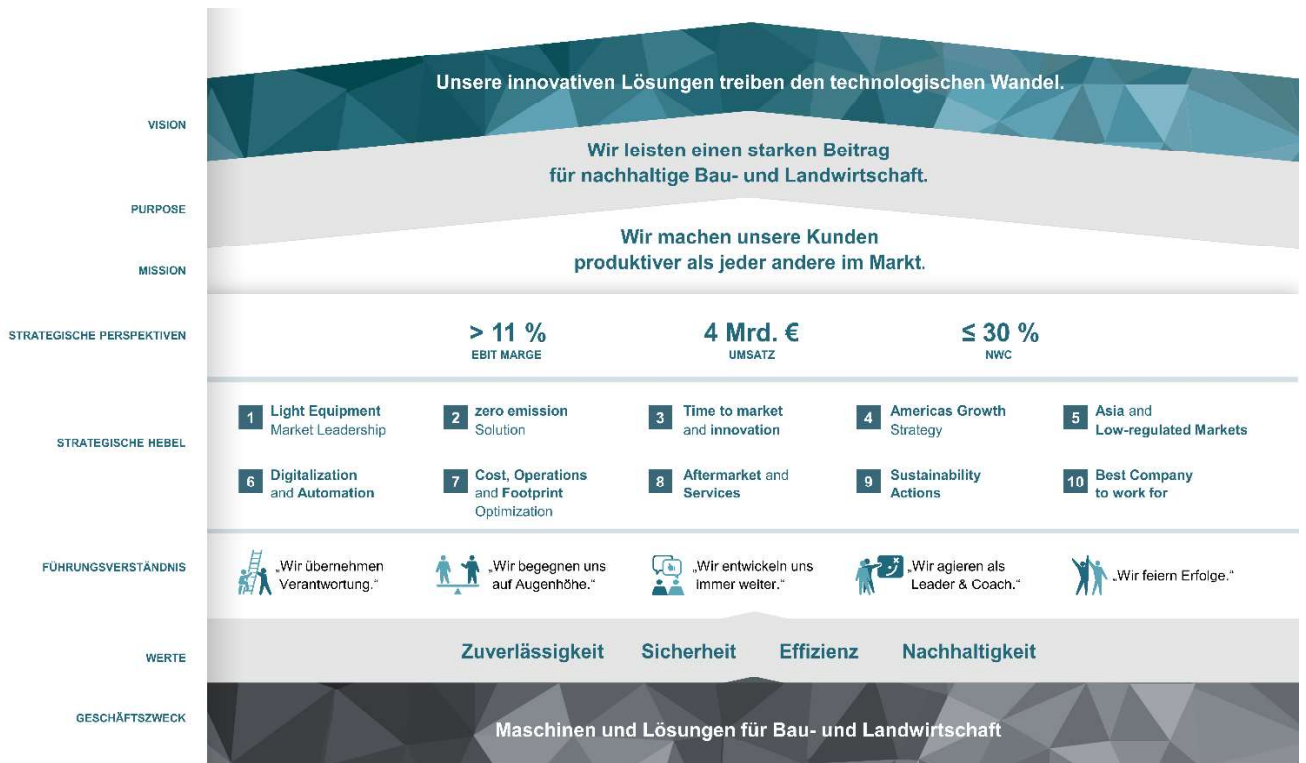 Unsere innovativen Lösungen treiben den technologischen Wandel.
VISION
Wir leisten einen starken Beitrag
für nachhaltige Bau- und Landwirtschaft.
PURPOSE
Wir machen unsere Kunden
produktiver als jeder andere im Markt.
MISSION
STRATEGISCHE PERSPEKTIVEN
> 11 %
EBIT MARGE
4 Mrd. €
UMSATZ
≤ 30 %
NWC
STRATEGISCHE HEBEL
1 Light Equipment
Market Leadership
2 zero emission
Solution
3 Time to market
and innovation
4 Americas Growth
Strategy
5 Asia and
Low-regulated Markets
6 Digitalization
and Automation
7 Cost, Operations
and Footprint
Optimization
8 Aftermarket and
Services
9 Sustainability
Actions
10 Best Company
to work for
FÜHRUNGSVERSTÄNDNIS
„Wir übernehmen
Verantwortung.“
„Wir begegnen uns
auf Augenhöhe.“
„Wir entwickeln uns
immer weiter.“
„Wir agieren als
Leader & Coach.“
„Wir feiern Erfolge.“
WERTE
Zuverlässigkeit Sicherheit Effizienz Nachhaltigkeit
GESCHÄFTSZWECK
Maschinen und Lösungen für Bau- und Landwirtschaft